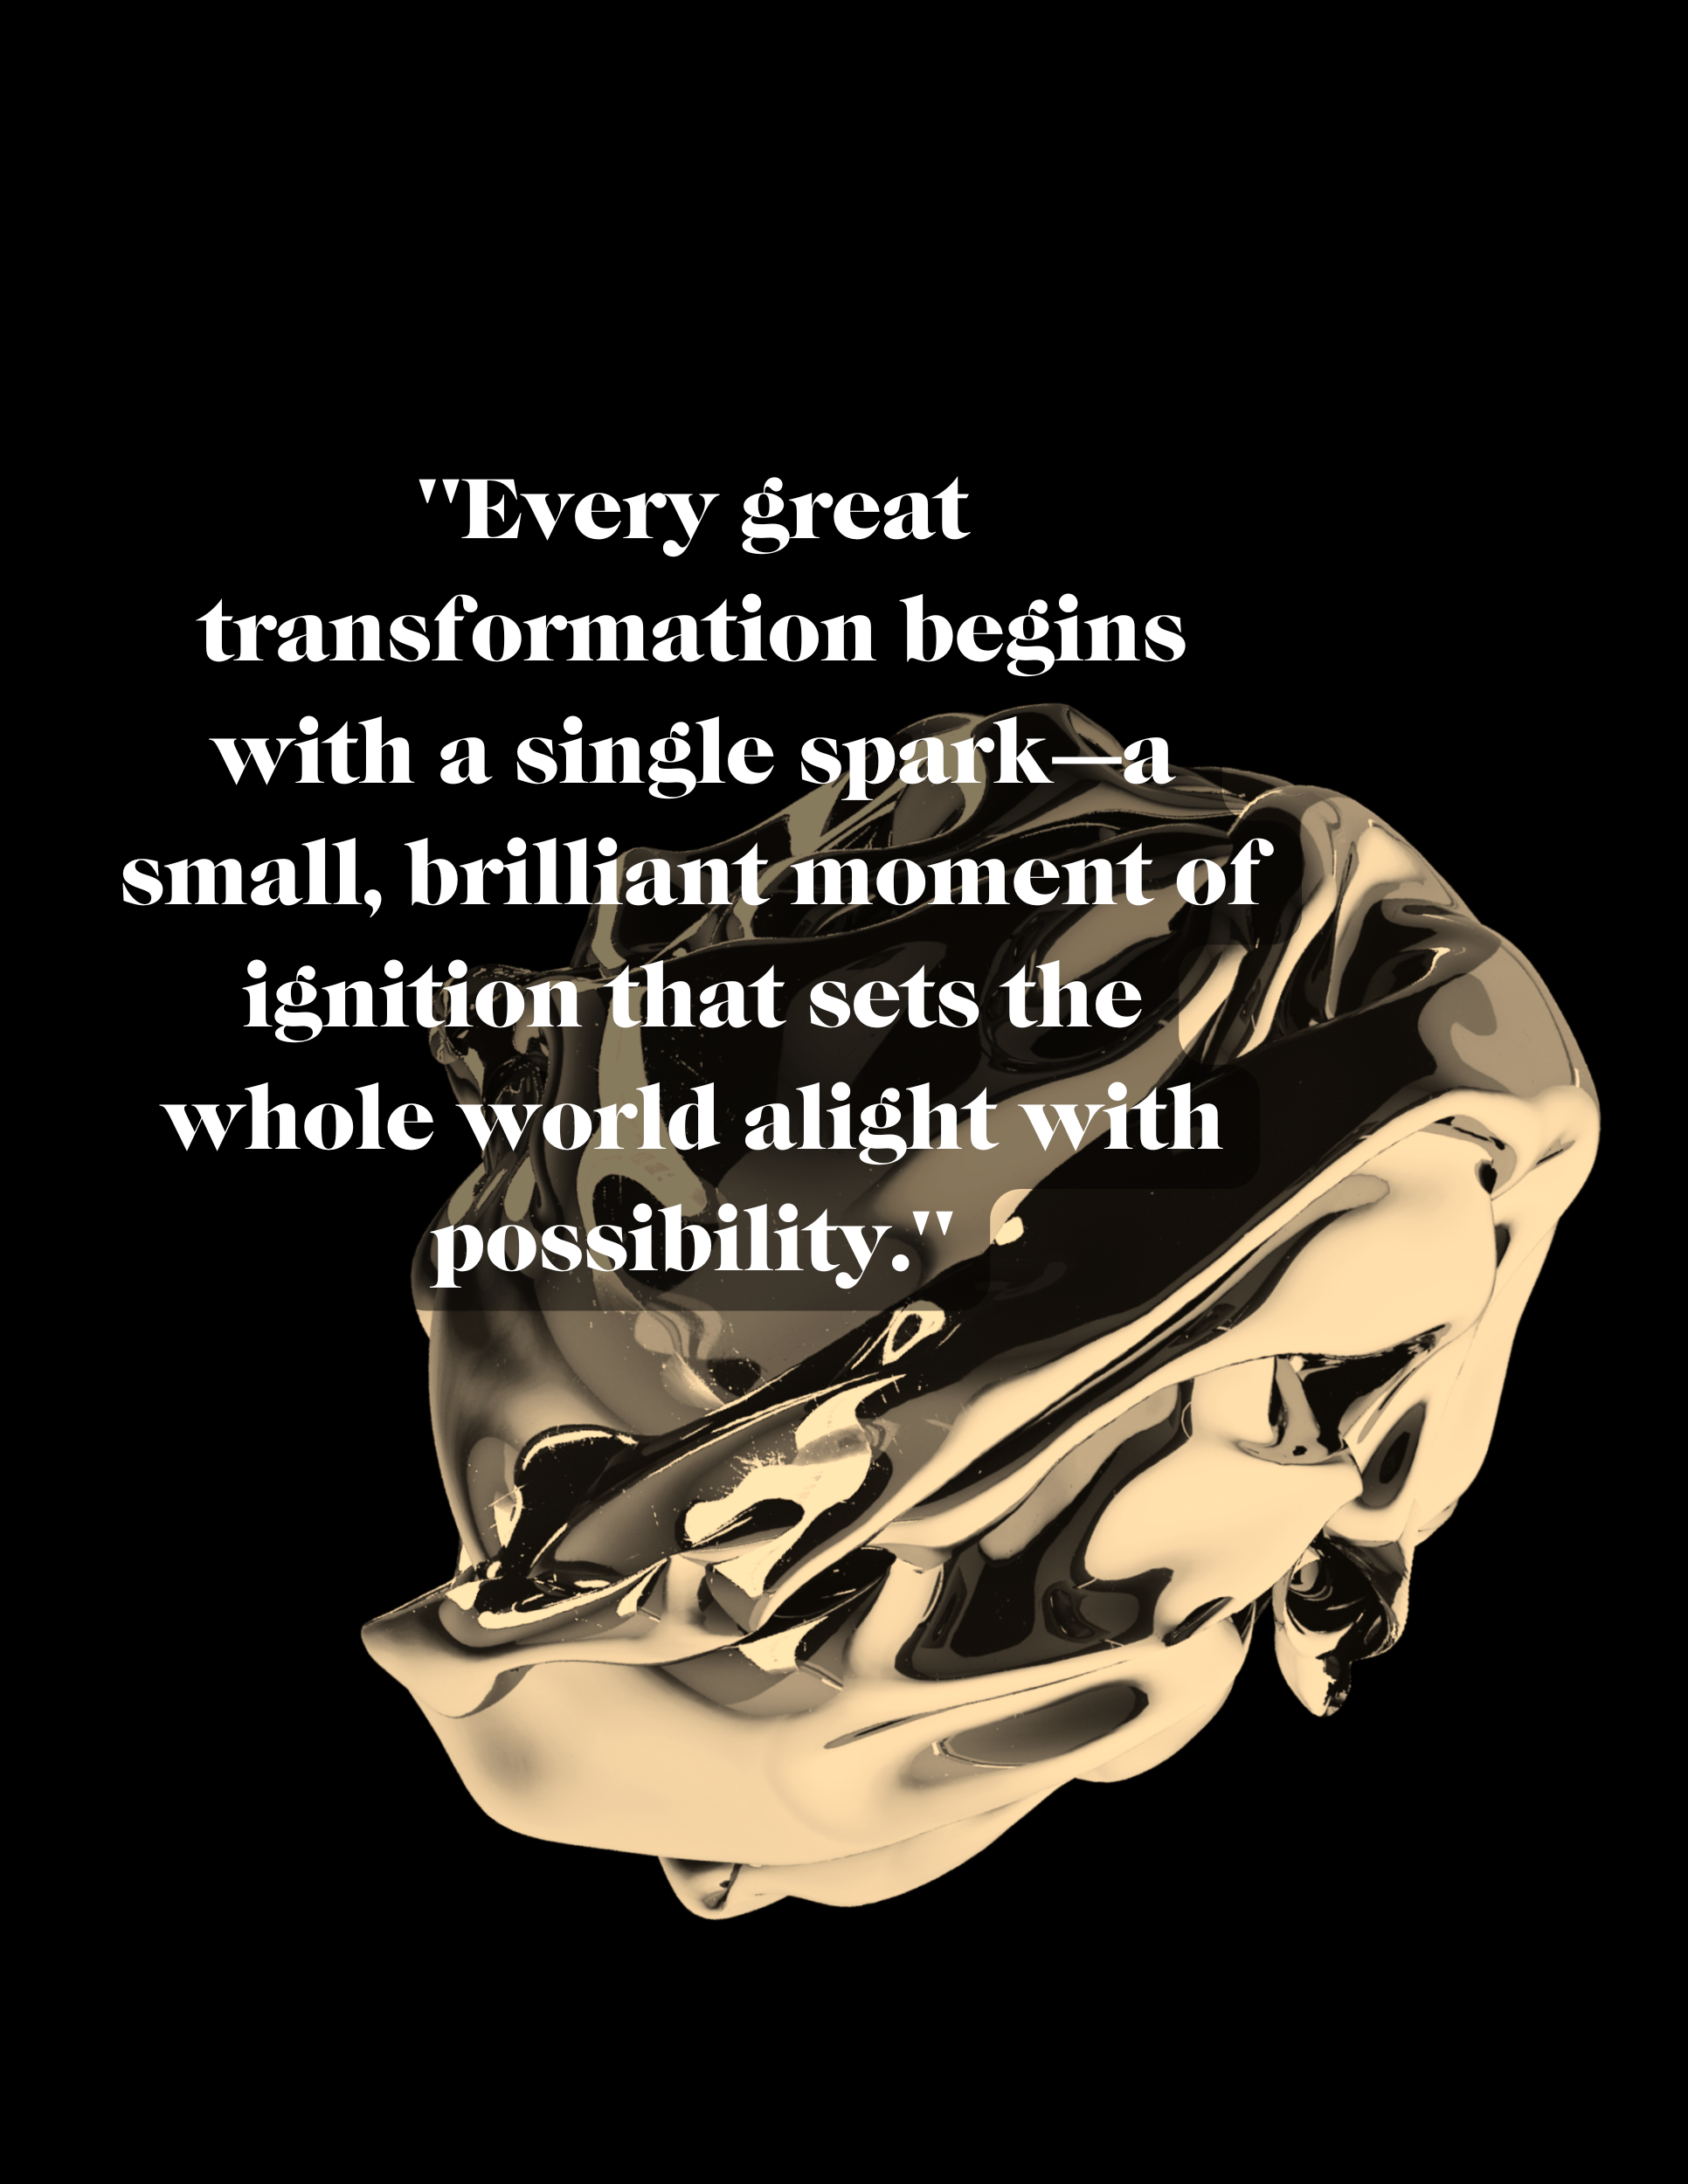 "Every great
transformation begins
with a single spark—a
small, brilliant moment of
ignition that sets the
whole world alight with
possibility."